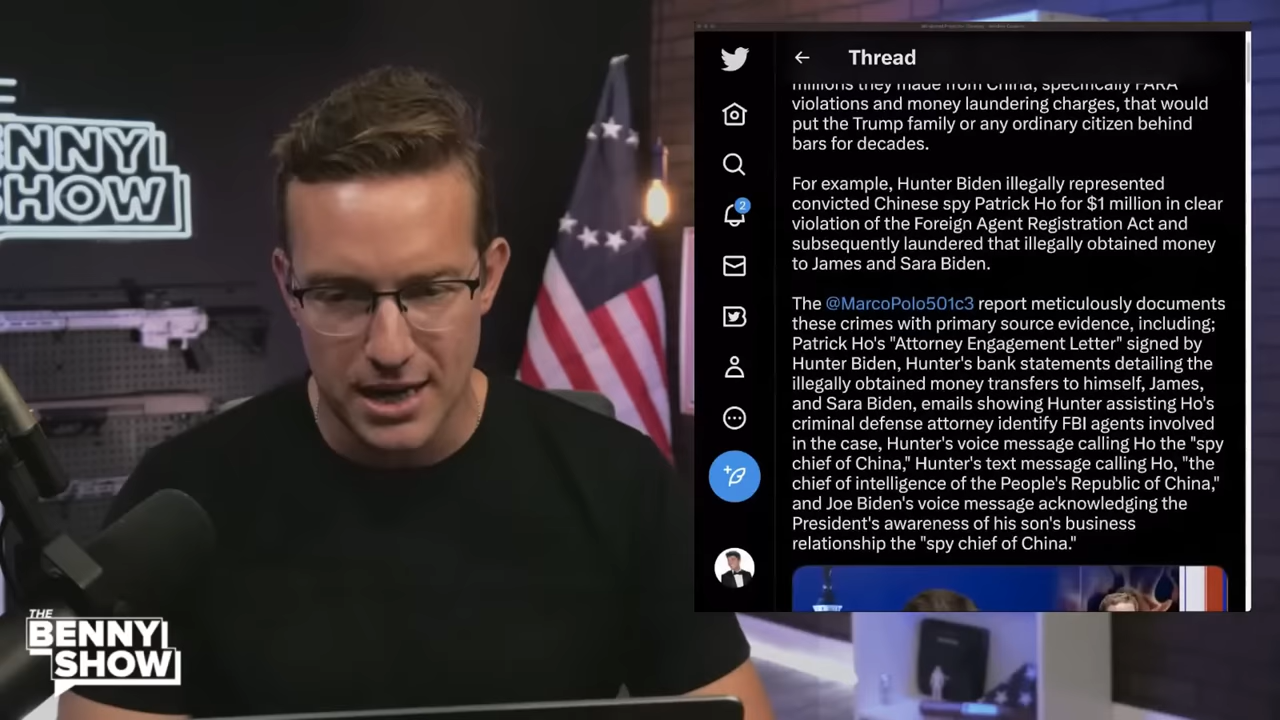 ENNY
SHOW
THE
BENNY
SHOW
Thread
2
millions they made from China, specifically FARA
violations and money laundering charges, that would
put the Trump family or any ordinary citizen behind
bars for decades.
For example, Hunter Biden illegally represented
convicted Chinese spy Patrick Ho for $1 million in clear
violation of the Foreign Agent Registration Act and
subsequently laundered that illegally obtained money
to James and Sara Biden.
The @MarcoPolo501c3 report meticulously documents
these crimes with primary source evidence, including;
Patrick Ho's "Attorney Engagement Letter" signed by
Hunter Biden, Hunter's bank statements detailing the
illegally obtained money transfers to himself, James,
and Sara Biden, emails showing Hunter assisting Ho's
criminal defense attorney identify FBI agents involved
in the case, Hunter's voice message calling Ho the "spy
chief of China," Hunter's text message calling Ho, "the
chief of intelligence of the People's Republic of China,"
and Joe Biden's voice message acknowledging the
President's awareness of his son's business
relationship the "spy chief of China."